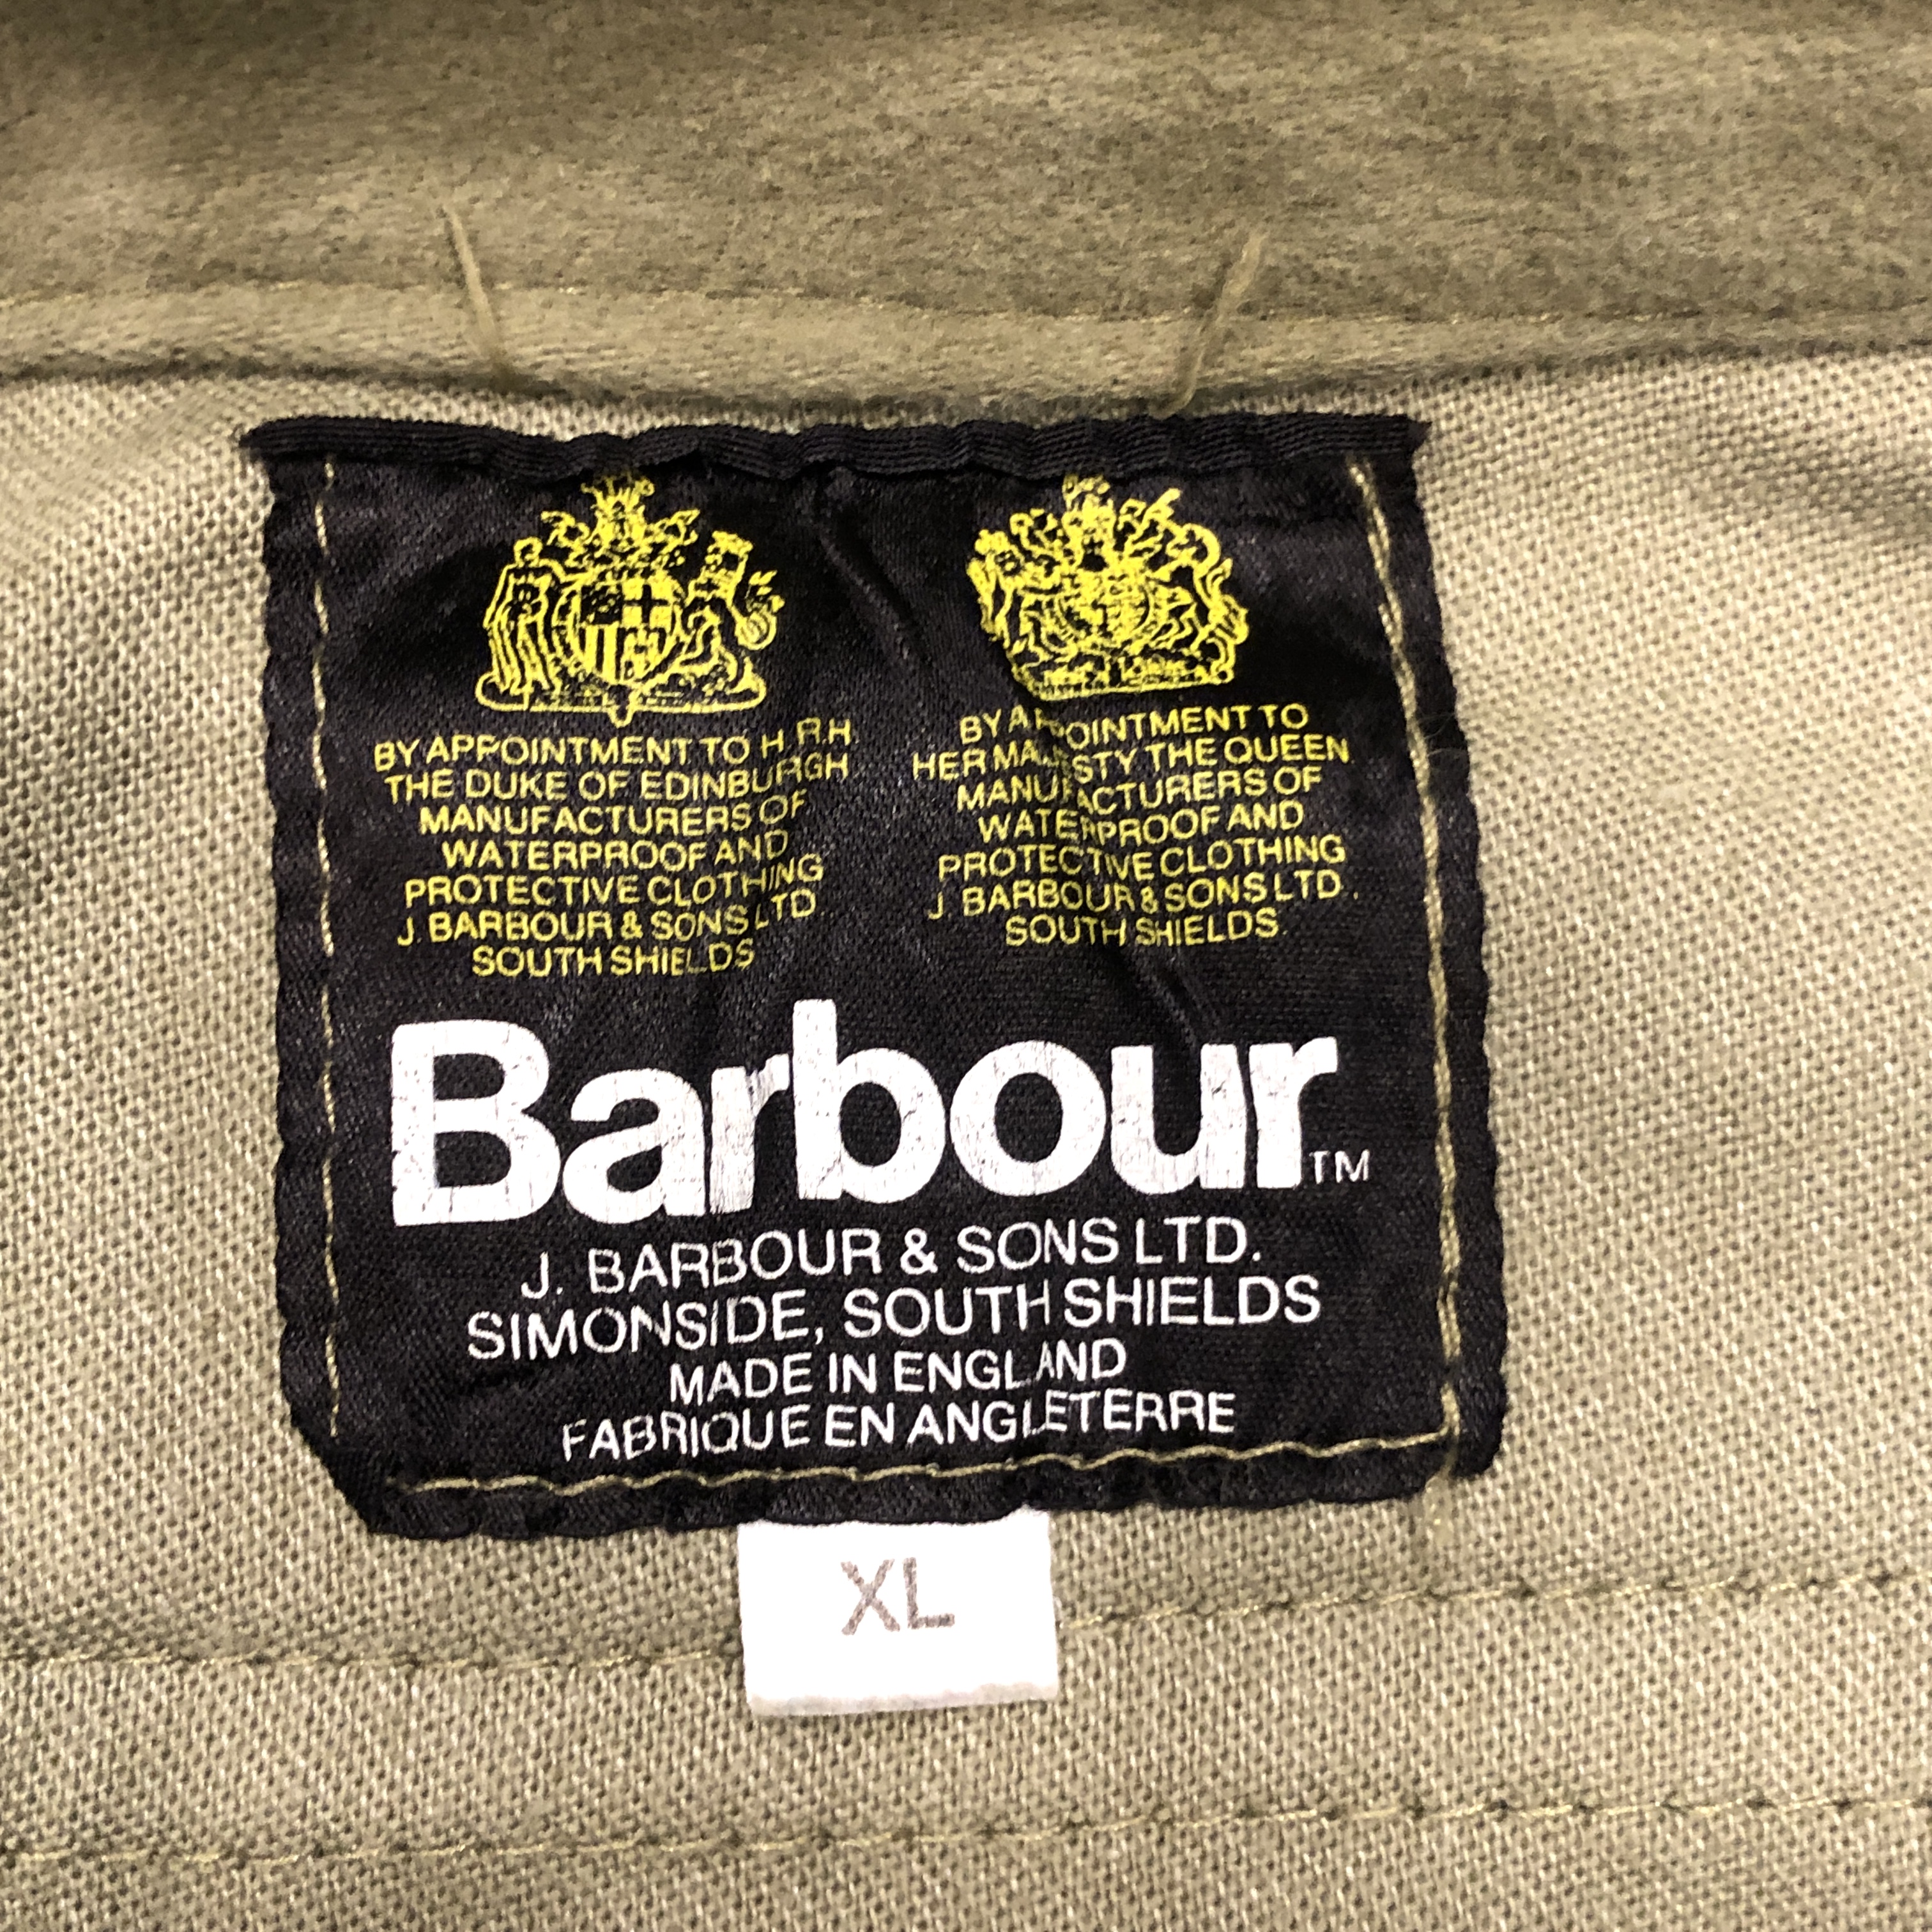 BY APPOINTMENT TO H.R.H.
THE DUKE OF EDINBURGH
MANUFACTURERS OF
WATERPROOF AND
PROTECTIVE CLOTHING
J. BARBOUR & SONS LTD
SOUTH SHIELDS
BY APPOINTMENT TO
HER MAJESTY THE QUEEN
MANUFACTURERS OF
WATERPROOF AND
PROTECTIVE CLOTHING
J BARBOUR & SONS LTD.
SOUTH SHIELDS
Barbour™
J. BARBOUR & SONS LTD.
SIMONSIDE, SOUTH SHIELDS
MADE IN ENGLAND
FABRIQUE EN ANGLETERRE
XL